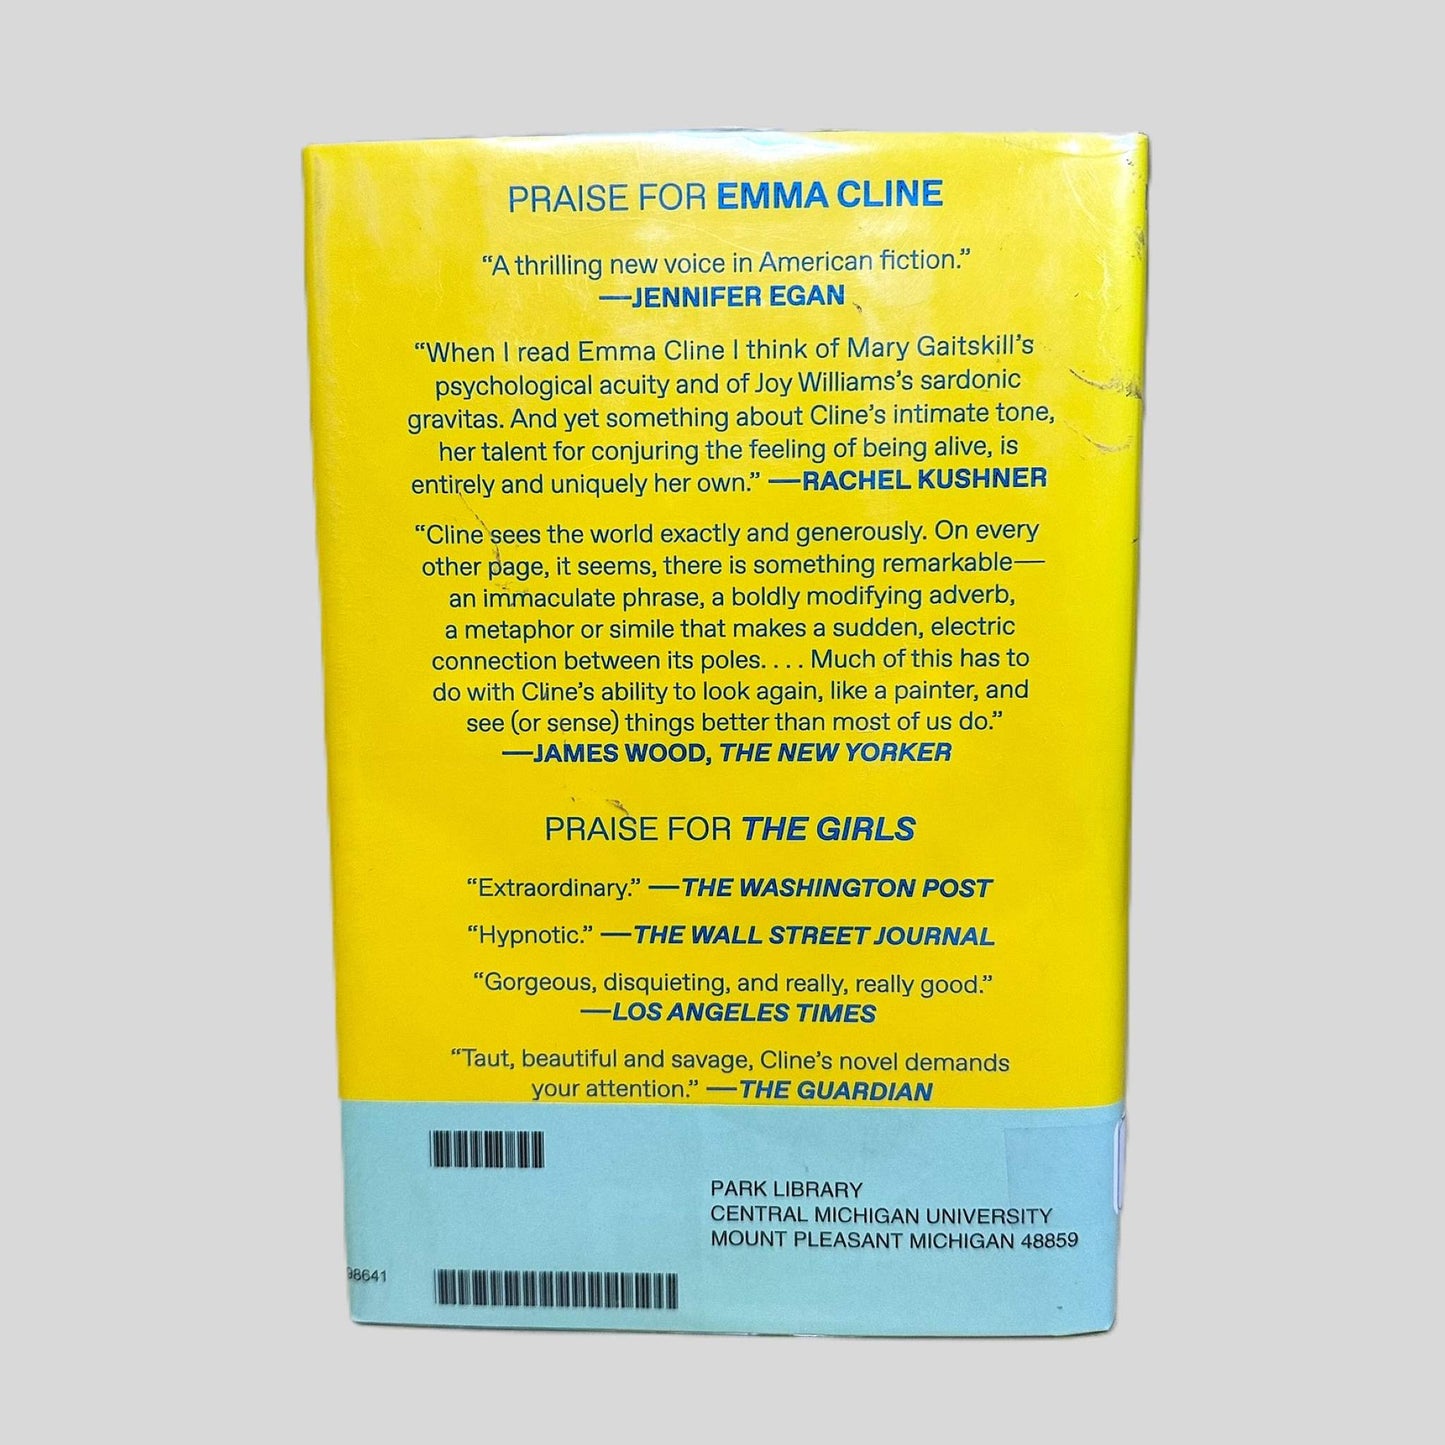 PRAISE FOR EMMA CLINE
“A thrilling new voice in American fiction.”
—JENNIFER EGAN
“When I read Emma Cline I think of Mary Gaitskill’s
psychological acuity and of Joy Williams’s sardonic
gravitas. And yet something about Cline’s intimate tone,
her talent for conjuring the feeling of being alive, is
entirely and uniquely her own.” —RACHEL KUSHNER
“Cline sees the world exactly and generously. On every
other page, it seems, there is something remarkable—
an immaculate phrase, a boldly modifying adverb,
a metaphor or simile that makes a sudden, electric
connection between its poles. . . . Much of this has to
do with Cline’s ability to look again, like a painter, and
see (or sense) things better than most of us do.”
—JAMES WOOD, THE NEW YORKER
PRAISE FOR THE GIRLS
“Extraordinary.” —THE WASHINGTON POST
“Hypnotic.” —THE WALL STREET JOURNAL
“Gorgeous, disquieting, and really, really good.”
—LOS ANGELES TIMES
“Taut, beautiful and savage, Cline’s novel demands
your attention.” —THE GUARDIAN
PARK LIBRARY
CENTRAL MICHIGAN UNIVERSITY
MOUNT PLEASANT MICHIGAN 48859
98641